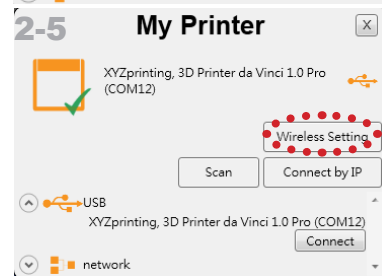 2-5 My Printer X
XYZprinting, 3D Printer da Vinci 1.0 Pro
(COM12)
Wireless Setting
Scan Connect by IP
USB
XYZprinting, 3D Printer da Vinci 1.0 Pro (COM12)
Connect
network